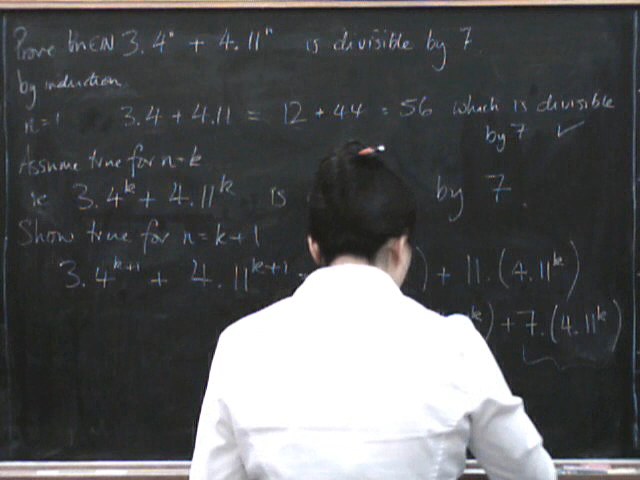 Prove ∀n∈ℕ 3.4ⁿ + 4.11ⁿ is divisible by 7.
by induction
n=1 3.4 + 4.11 = 12 + 44 = 56 which is divisible
by 7 ✓
Assume true for n=k
ie 3.4ᵏ + 4.11ᵏ is by 7.
Show true for n=k+1
3.4ᵏ⁺¹ + 4.11ᵏ⁺¹ ) + 11.(4.11ᵏ)
ᵏ) + 7.(4.11ᵏ)